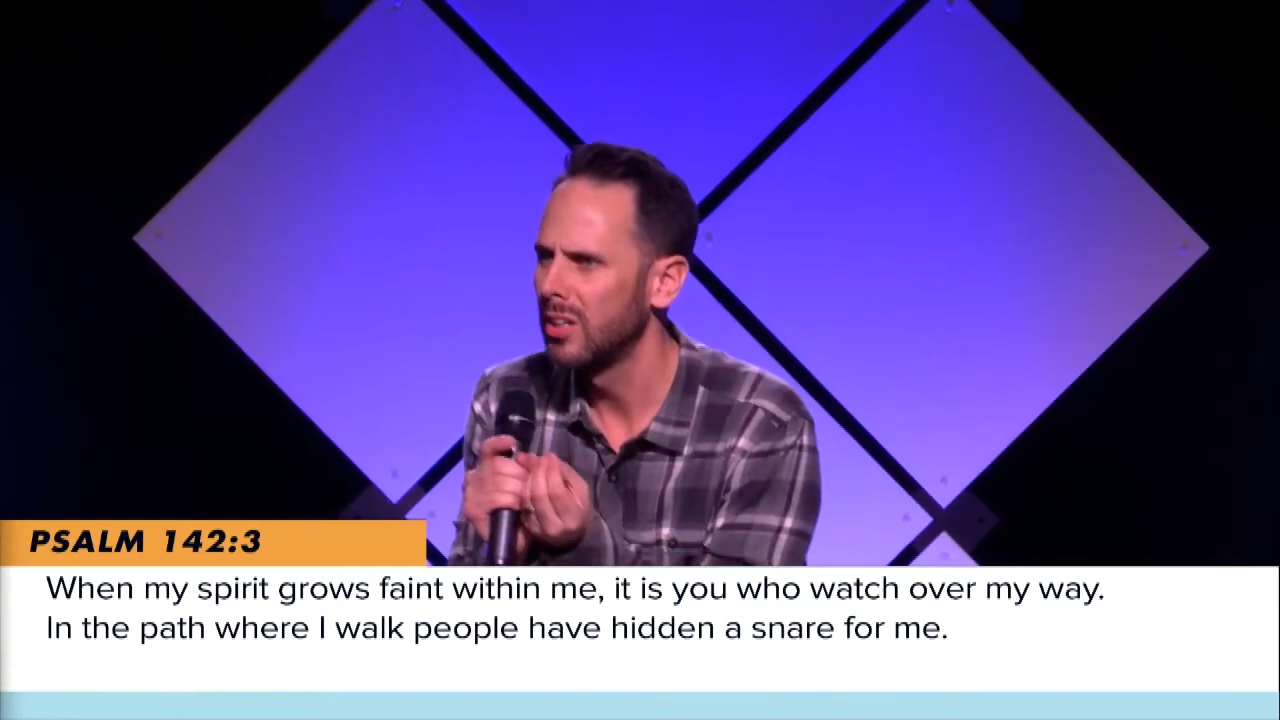 PSALM 142:3
When my spirit grows faint within me, it is you who watch over my way.
In the path where I walk people have hidden a snare for me.